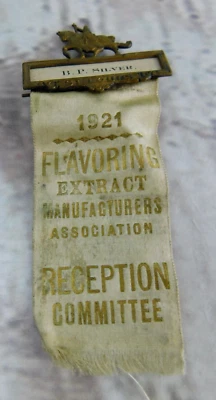 B. P. SILVER
1921
FLAVORING
EXTRACT
MANUFACTURERS
ASSOCIATION
RECEPTION
COMMITTEE